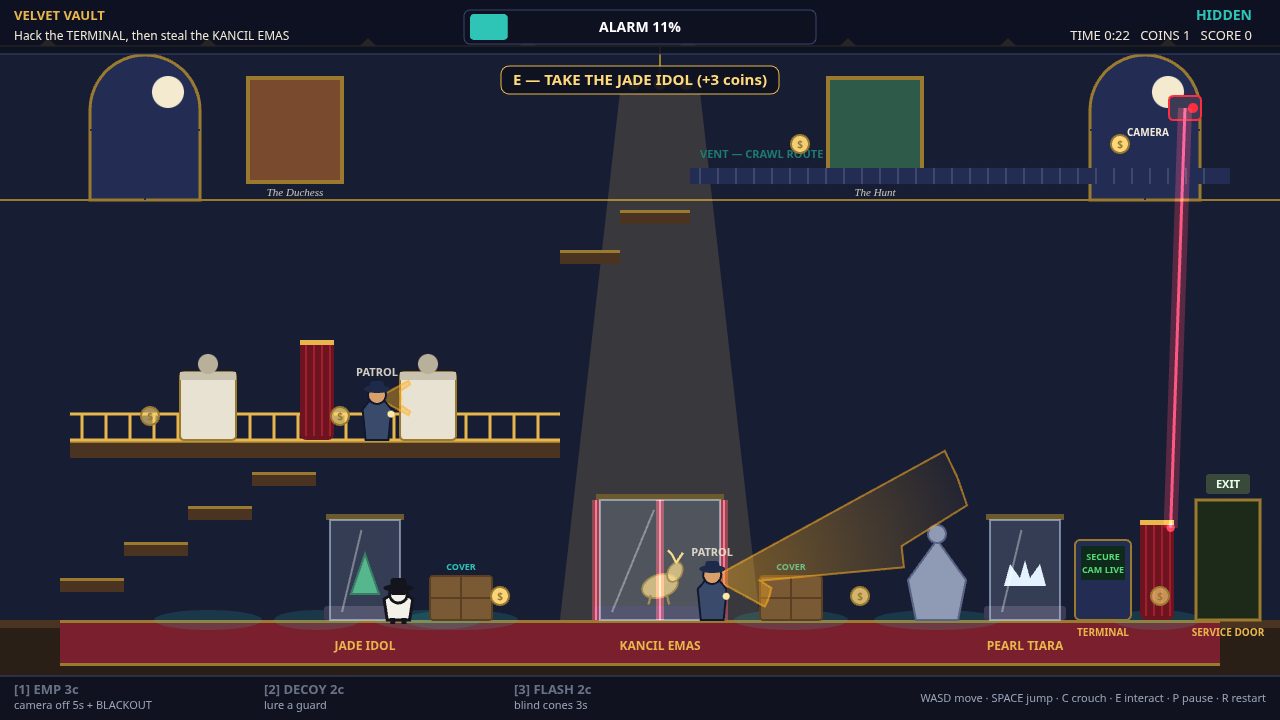 VELVET VAULT
Hack the TERMINAL, then steal the KANCIL EMAS
ALARM 11%
HIDDEN
TIME 0:22 COINS 1 SCORE 0
E — TAKE THE JADE IDOL (+3 coins)
CAMERA
VENT — CRAWL ROUTE
The Duchess
The Hunt
PATROL
EXIT
PATROL
COVER
COVER
SECURE
CAM LIVE
TERMINAL
SERVICE DOOR
JADE IDOL
KANCIL EMAS
PEARL TIARA
[1] EMP 3c
camera off 5s + BLACKOUT
[2] DECOY 2c
lure a guard
[3] FLASH 2c
blind cones 3s
WASD move · SPACE jump · C crouch · E interact · P pause · R restart